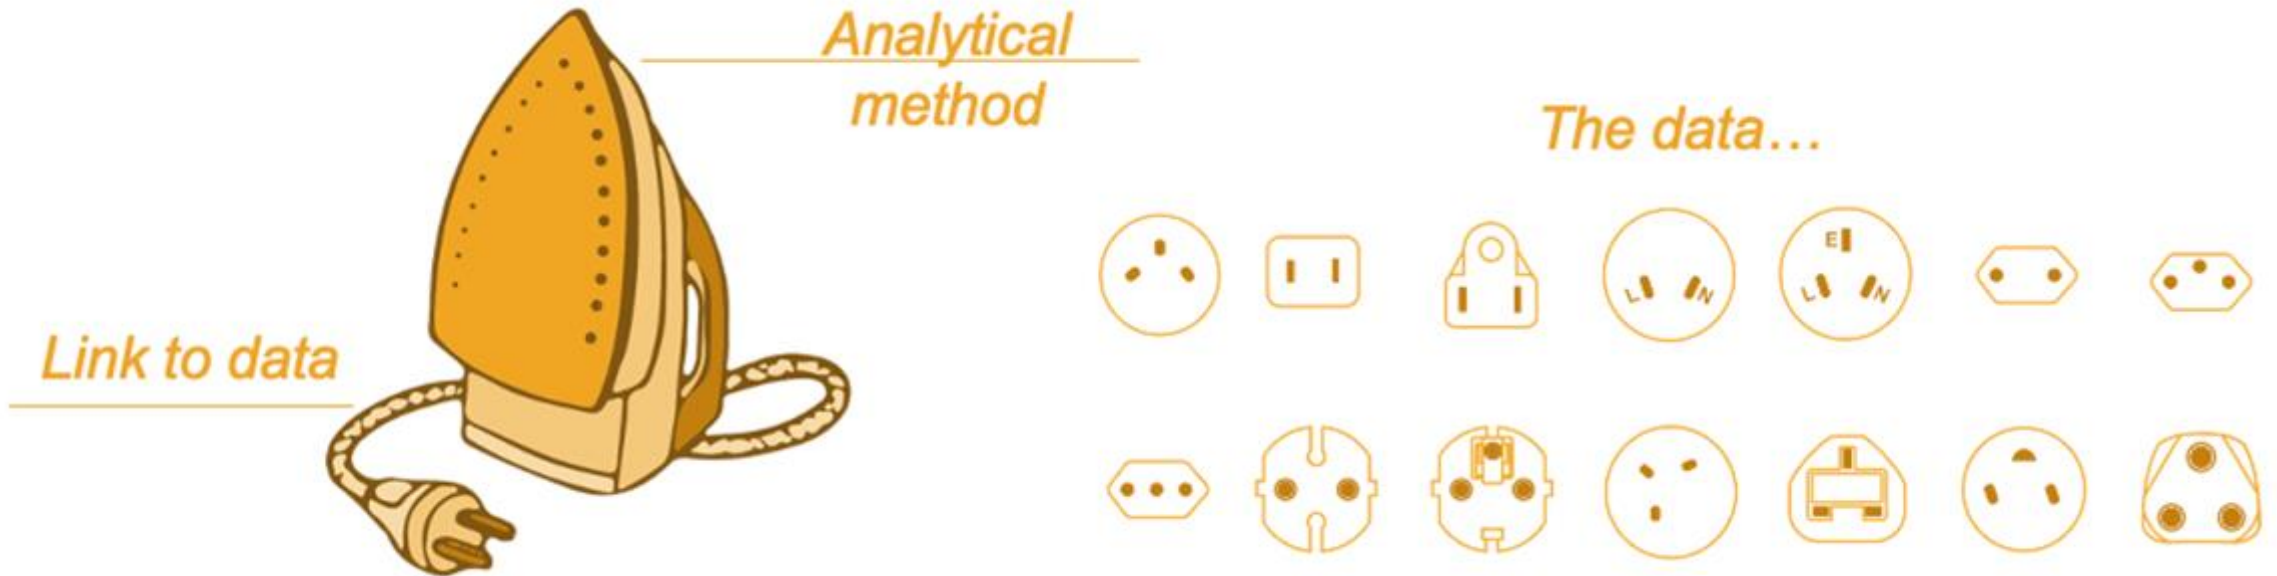 Analytical
method
The data…
Link to data
L N
E
L N